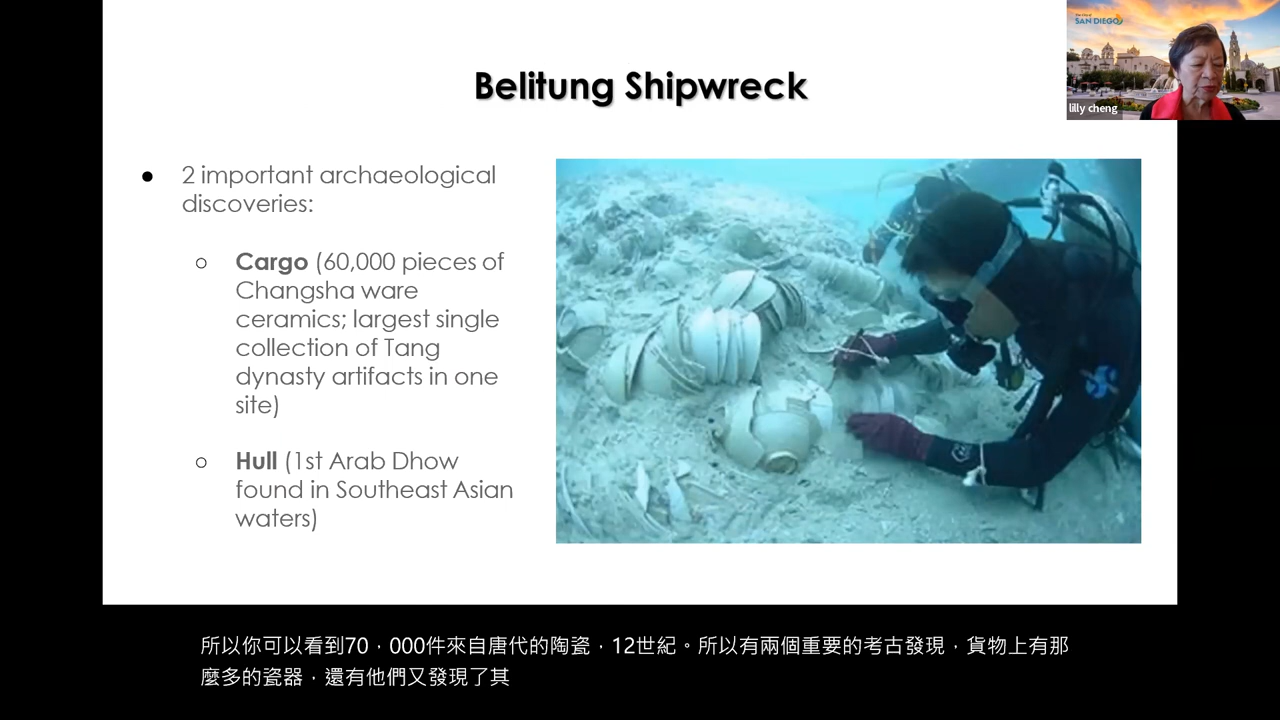 The City of
SAN DIEGO
lilly cheng
Belitung Shipwreck
● 2 important archaeological
discoveries:
○ Cargo (60,000 pieces of
Changsha ware
ceramics; largest single
collection of Tang
dynasty artifacts in one
site)
○ Hull (1st Arab Dhow
found in Southeast Asian
waters)
所以你可以看到70，000件來自唐代的陶瓷，12世紀。所以有兩個重要的考古發現，貨物上有那
麼多的瓷器，還有他們又發現了其